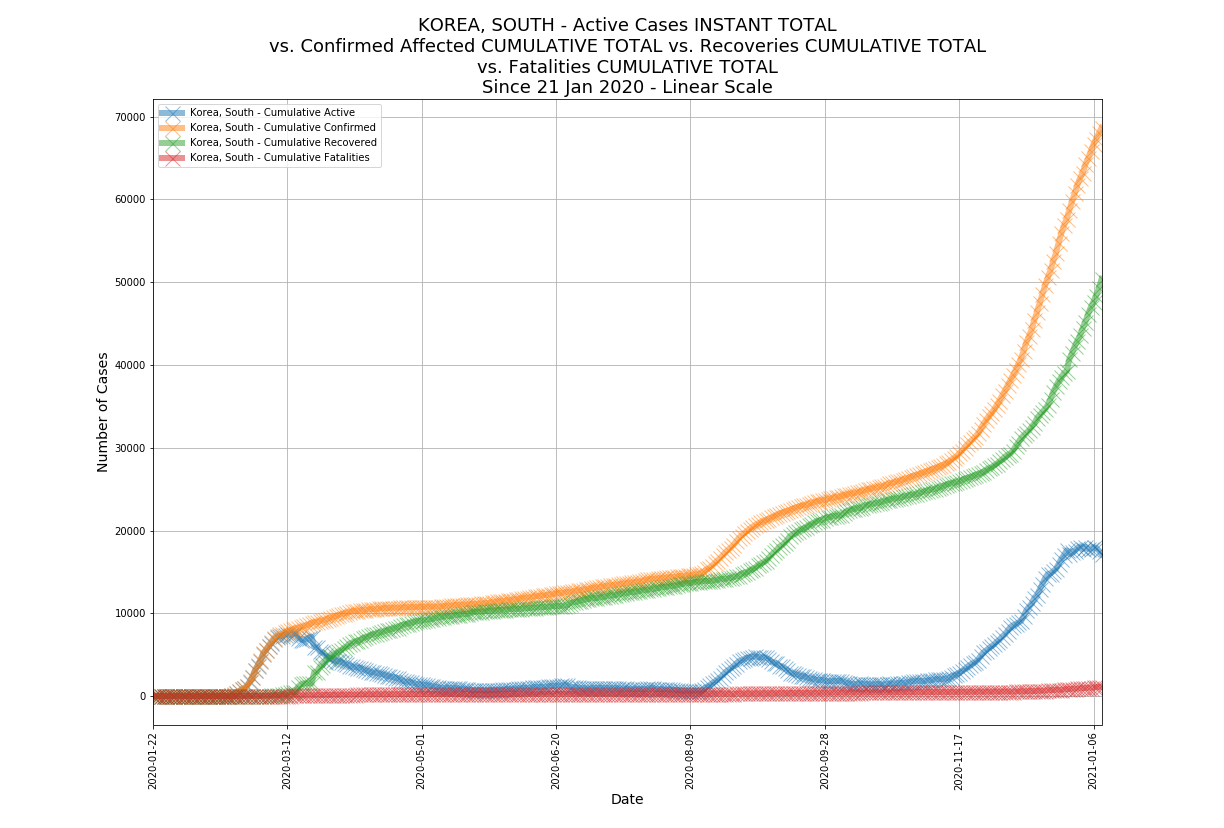 KOREA, SOUTH - Active Cases INSTANT TOTAL
vs. Confirmed Affected CUMULATIVE TOTAL vs. Recoveries CUMULATIVE TOTAL
vs. Fatalities CUMULATIVE TOTAL
Since 21 Jan 2020 - Linear Scale
Korea, South - Cumulative Active
Korea, South - Cumulative Confirmed
Korea, South - Cumulative Recovered
Korea, South - Cumulative Fatalities
Number of Cases
70000
60000
50000
40000
30000
20000
10000
0
2020-01-22
2020-03-12
2020-05-01
2020-06-20
2020-08-09
2020-09-28
2020-11-17
2021-01-06
Date